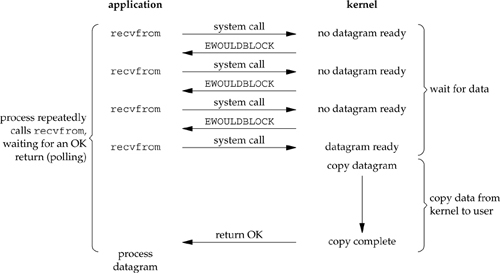 application kernel
recvfrom system call no datagram ready
EWOULDBLOCK
recvfrom system call no datagram ready
EWOULDBLOCK
recvfrom system call no datagram ready
EWOULDBLOCK
recvfrom system call datagram ready
wait for data
process repeatedly
calls recvfrom,
waiting for an OK
return (polling)
copy datagram
copy data from
kernel to user
return OK copy complete
process
datagram